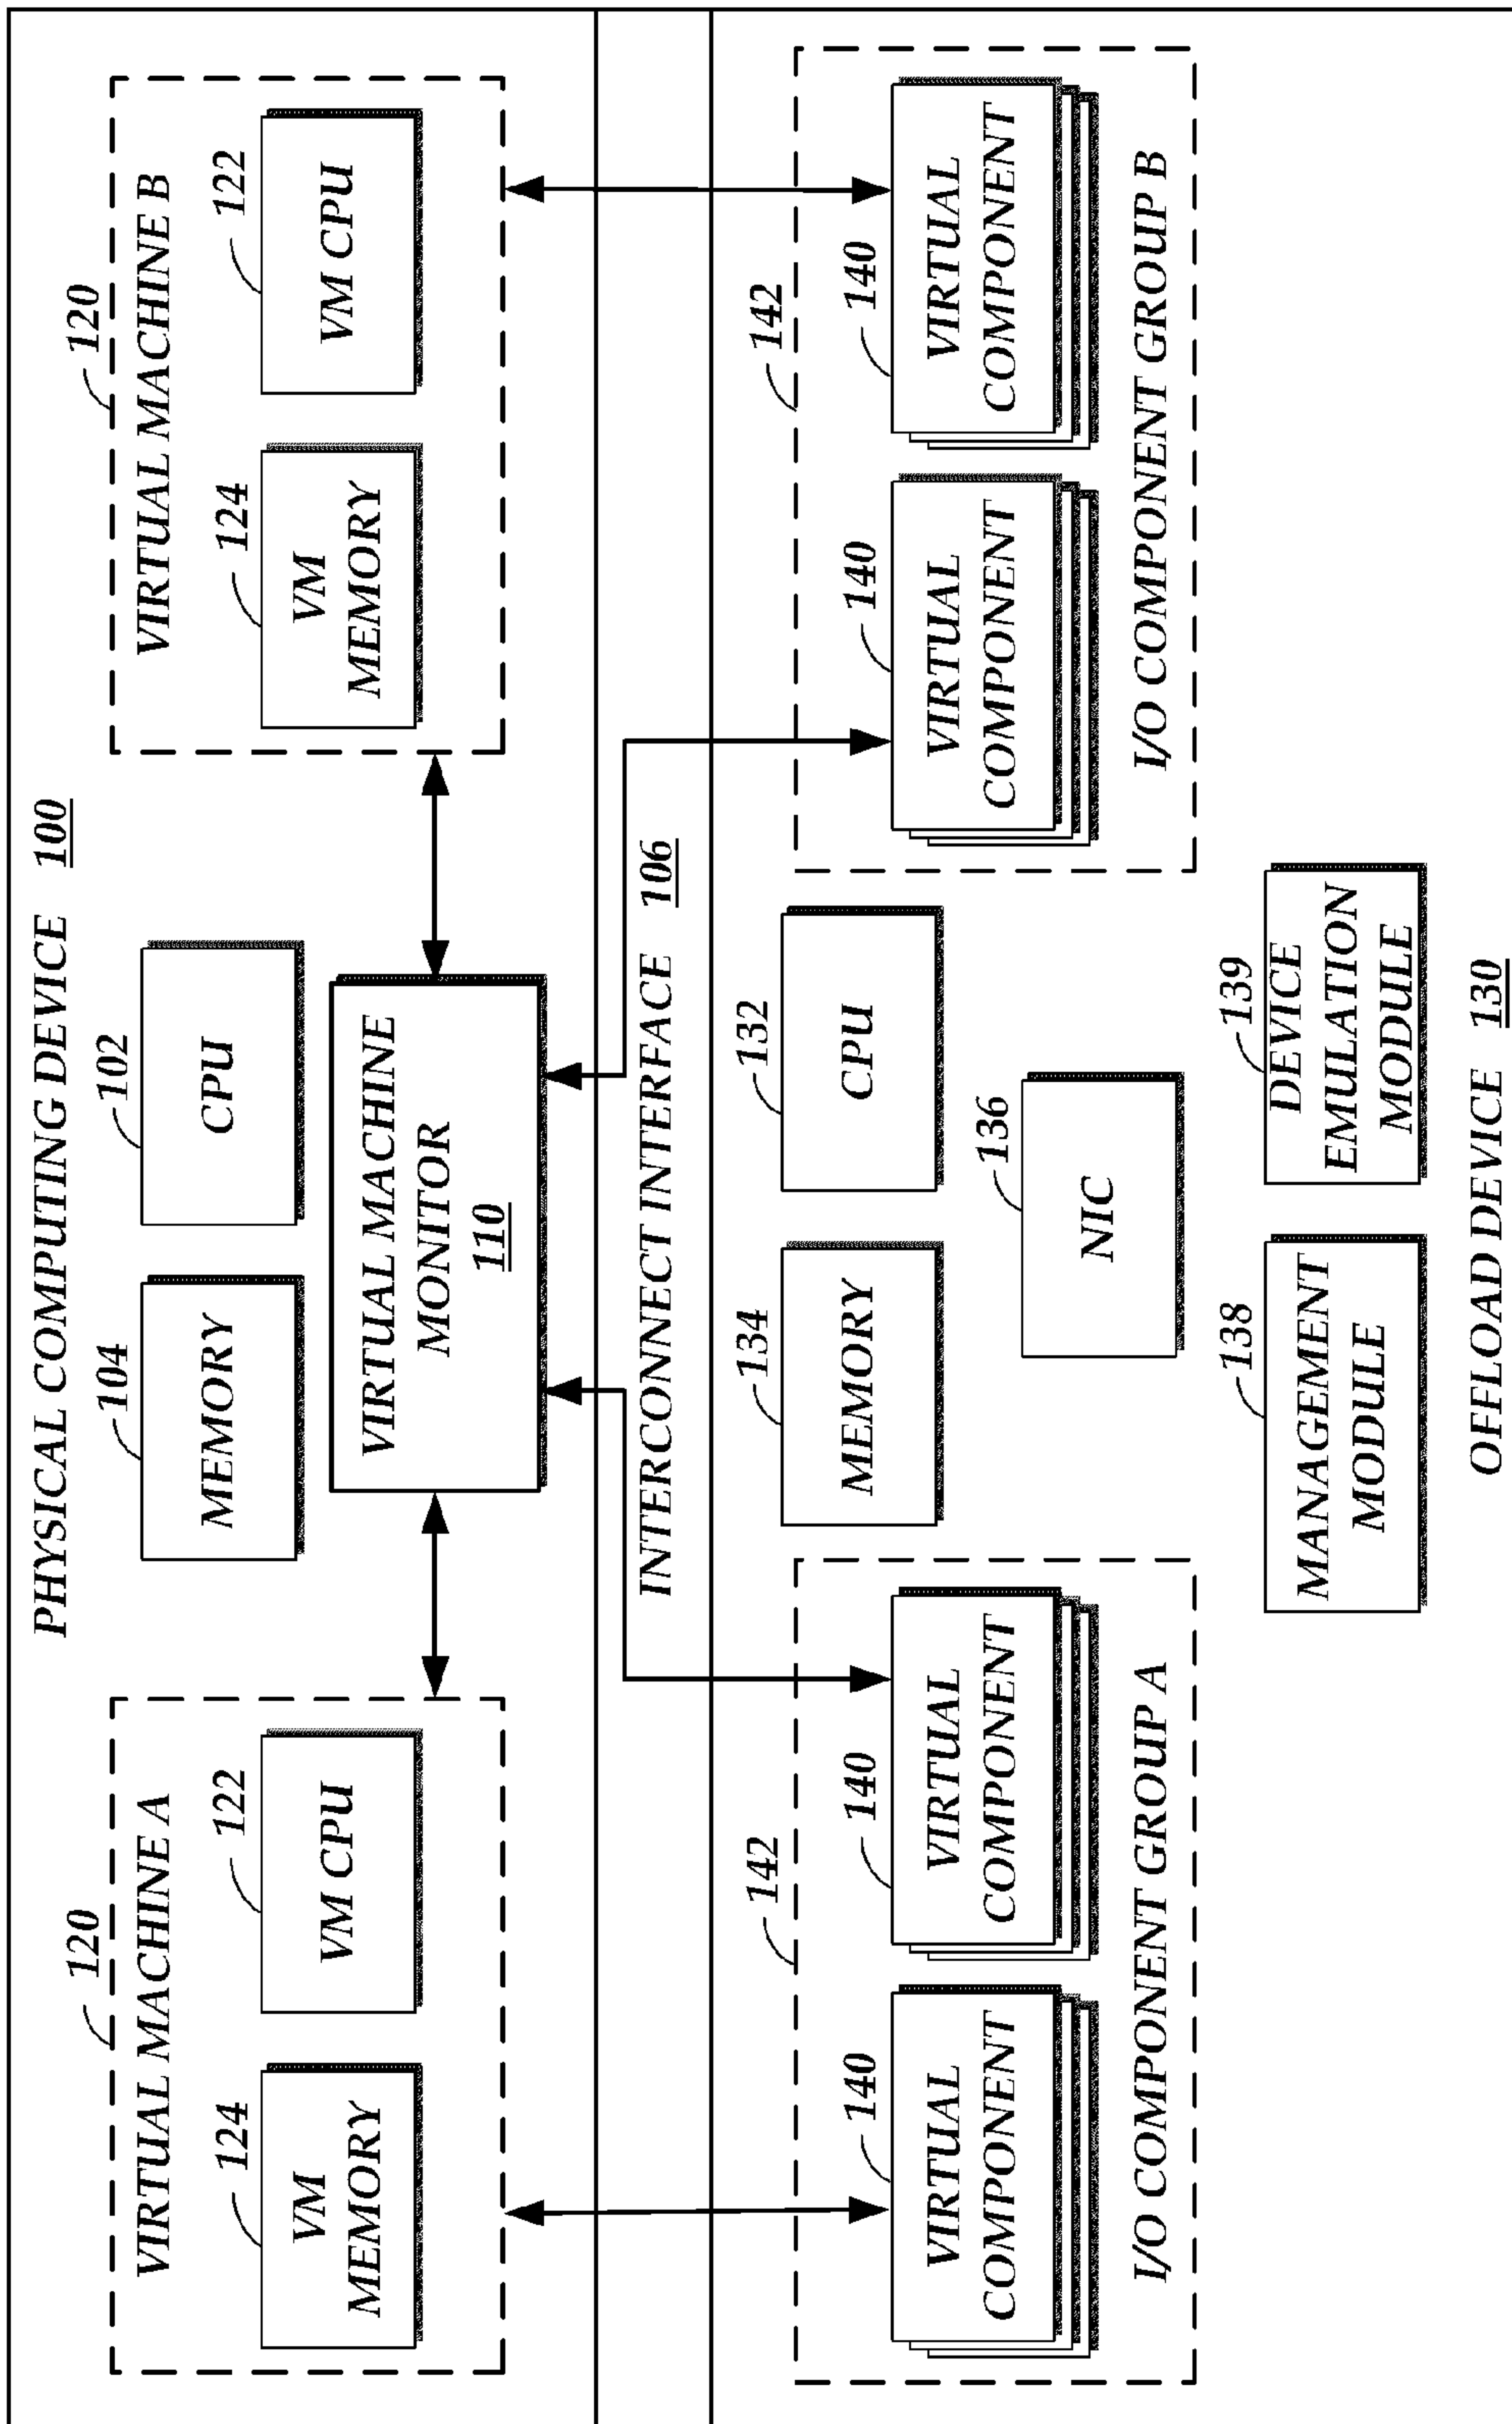 PHYSICAL COMPUTING DEVICE 100
120
VIRTUAL MACHINE A
124
VM
MEMORY
122
VM CPU
104
MEMORY
102
CPU
VIRTUAL MACHINE
MONITOR
110
120
VIRTUAL MACHINE B
124
VM
MEMORY
122
VM CPU
INTERCONNECT INTERFACE 106
142
140
VIRTUAL
COMPONENT
140
VIRTUAL
COMPONENT
I/O COMPONENT GROUP A
134
MEMORY
132
CPU
136
NIC
138
MANAGEMENT
MODULE
139
DEVICE
EMULATION
MODULE
142
140
VIRTUAL
COMPONENT
140
VIRTUAL
COMPONENT
I/O COMPONENT GROUP B
OFFLOAD DEVICE 130